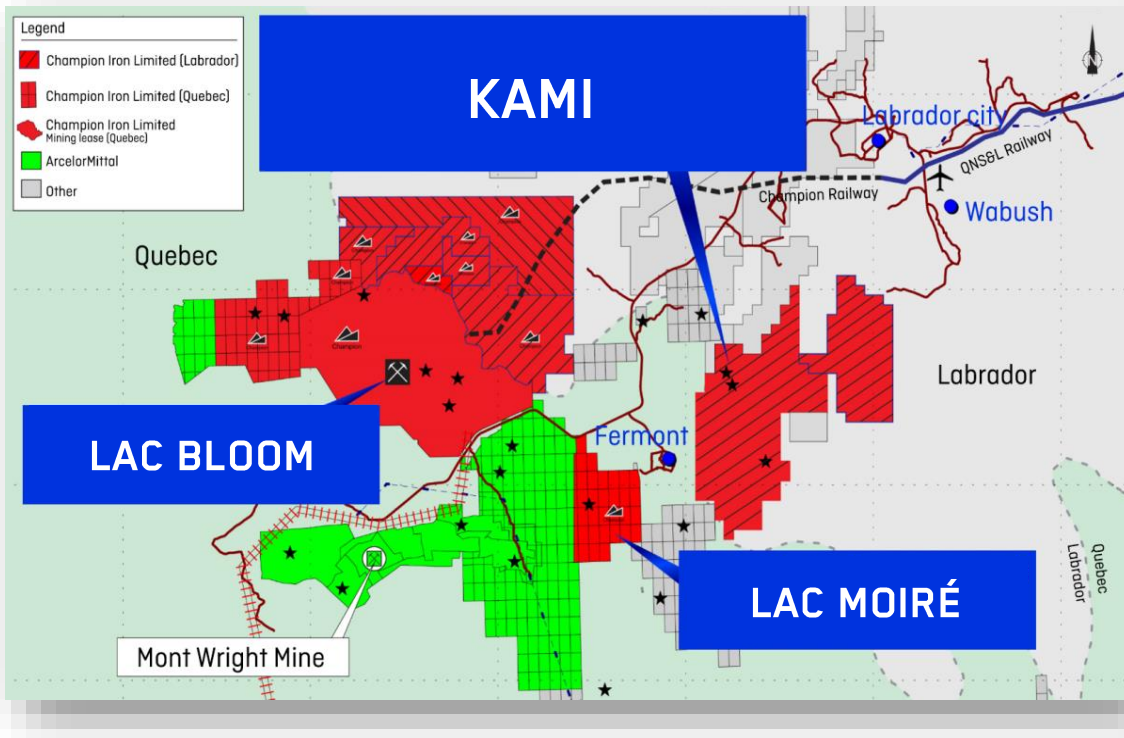 Legend
Champion Iron Limited (Labrador)
Champion Iron Limited (Quebec)
Champion Iron Limited
Mining lease (Quebec)
ArcelorMittal
Other
KAMI
N
Labrador city
QNS&L Railway
Champion Railway
Wabush
Quebec
Champion
Labrador
LAC BLOOM
Fermont
LAC MOIRÉ
Quebec
Labrador
Mont Wright Mine